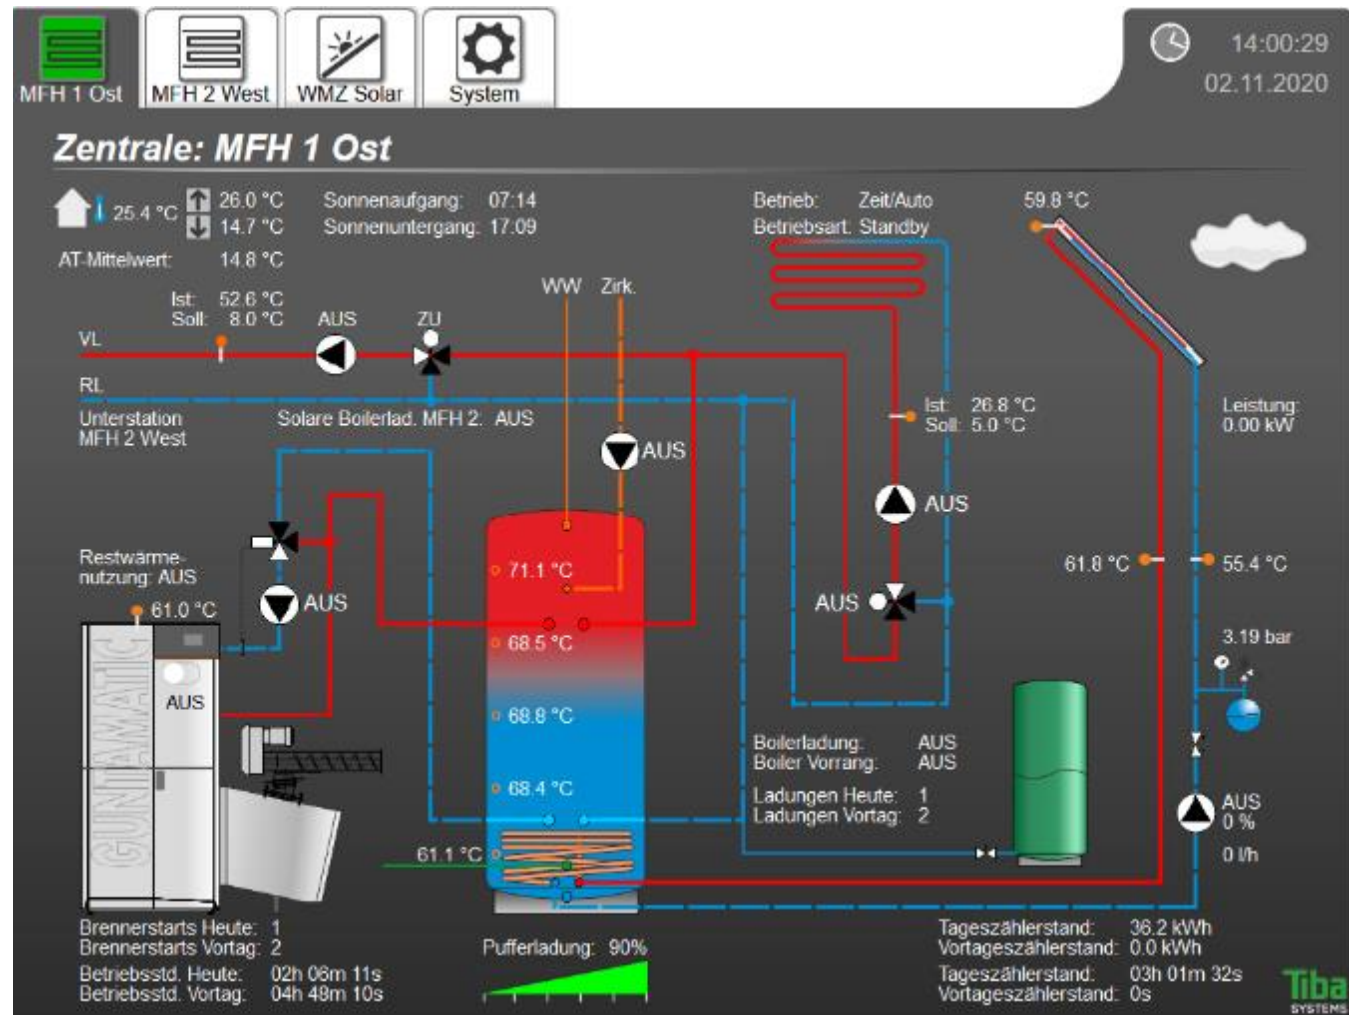 14:00:29
02.11.2020
MFH 1 Ost
MFH 2 West
WMZ Solar
System
Zentrale: MFH 1 Ost
25.4 °C
26.0 °C
14.7 °C
Sonnenaufgang: 07:14
Sonnenuntergang: 17:09
Betrieb: Zeit/Auto
Betriebsart: Standby
59.8 °C
AT-Mittelwert: 14.8 °C
Ist: 52.6 °C
Soll: 8.0 °C
AUS
ZU
WW
Zirk.
VL
RL
Unterstation
MFH 2 West
Solare Boilerlad. MFH 2: AUS
AUS
Ist: 26.8 °C
Soll: 5.0 °C
Leistung:
0.00 kW
AUS
Restwärme-
nutzung: AUS
61.0 °C
AUS
71.1 °C
68.5 °C
68.8 °C
68.4 °C
61.1 °C
AUS
61.8 °C
55.4 °C
3.19 bar
GUNTAMATIC
AUS
Boilerladung: AUS
Boiler Vorrang: AUS
Ladungen Heute: 1
Ladungen Vortag: 2
AUS
0 %
0 l/h
Brennerstarts Heute: 1
Brennerstarts Vortag: 2
Betriebsstd. Heute: 02h 06m 11s
Betriebsstd. Vortag: 04h 48m 10s
Pufferladung: 90%
Tageszählerstand: 36.2 kWh
Vortageszählerstand: 0.0 kWh
Tageszählerstand: 03h 01m 32s
Vortageszählerstand: 0s
Tiba
SYSTEMS